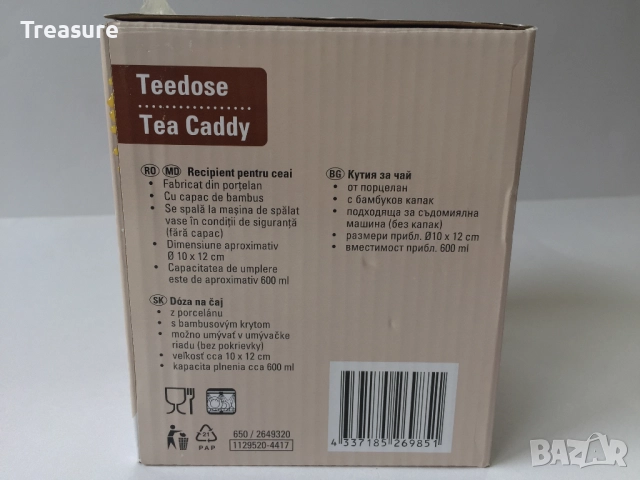 Treasure
Teedose
Tea Caddy
RO MD Recipient pentru ceai
• Fabricat din porțelan
• Cu capac de bambus
• Se spală la mașina de spălat
vase în condiții de siguranță
(fără capac)
• Dimensiune aproximativ
Ø 10 x 12 cm
• Capacitatea de umplere
este de aproximativ 600 ml
SK Dóza na čaj
• z porcelánu
• s bambusovým krytom
• možno umývať v umývačke
riadu (bez pokrievky)
• veľkosť cca 10 x 12 cm
• kapacita plnenia cca 600 ml
BG Кутия за чай
• от порцелан
• с бамбуков капак
• подходяща за съдомиялна
машина (без капак)
• размери прибл. Ø10 x 12 cm
• вместимост прибл. 600 ml
21
PAP
650 / 2649320
1129520-4417
4 337185 269851
BAZAR
bg